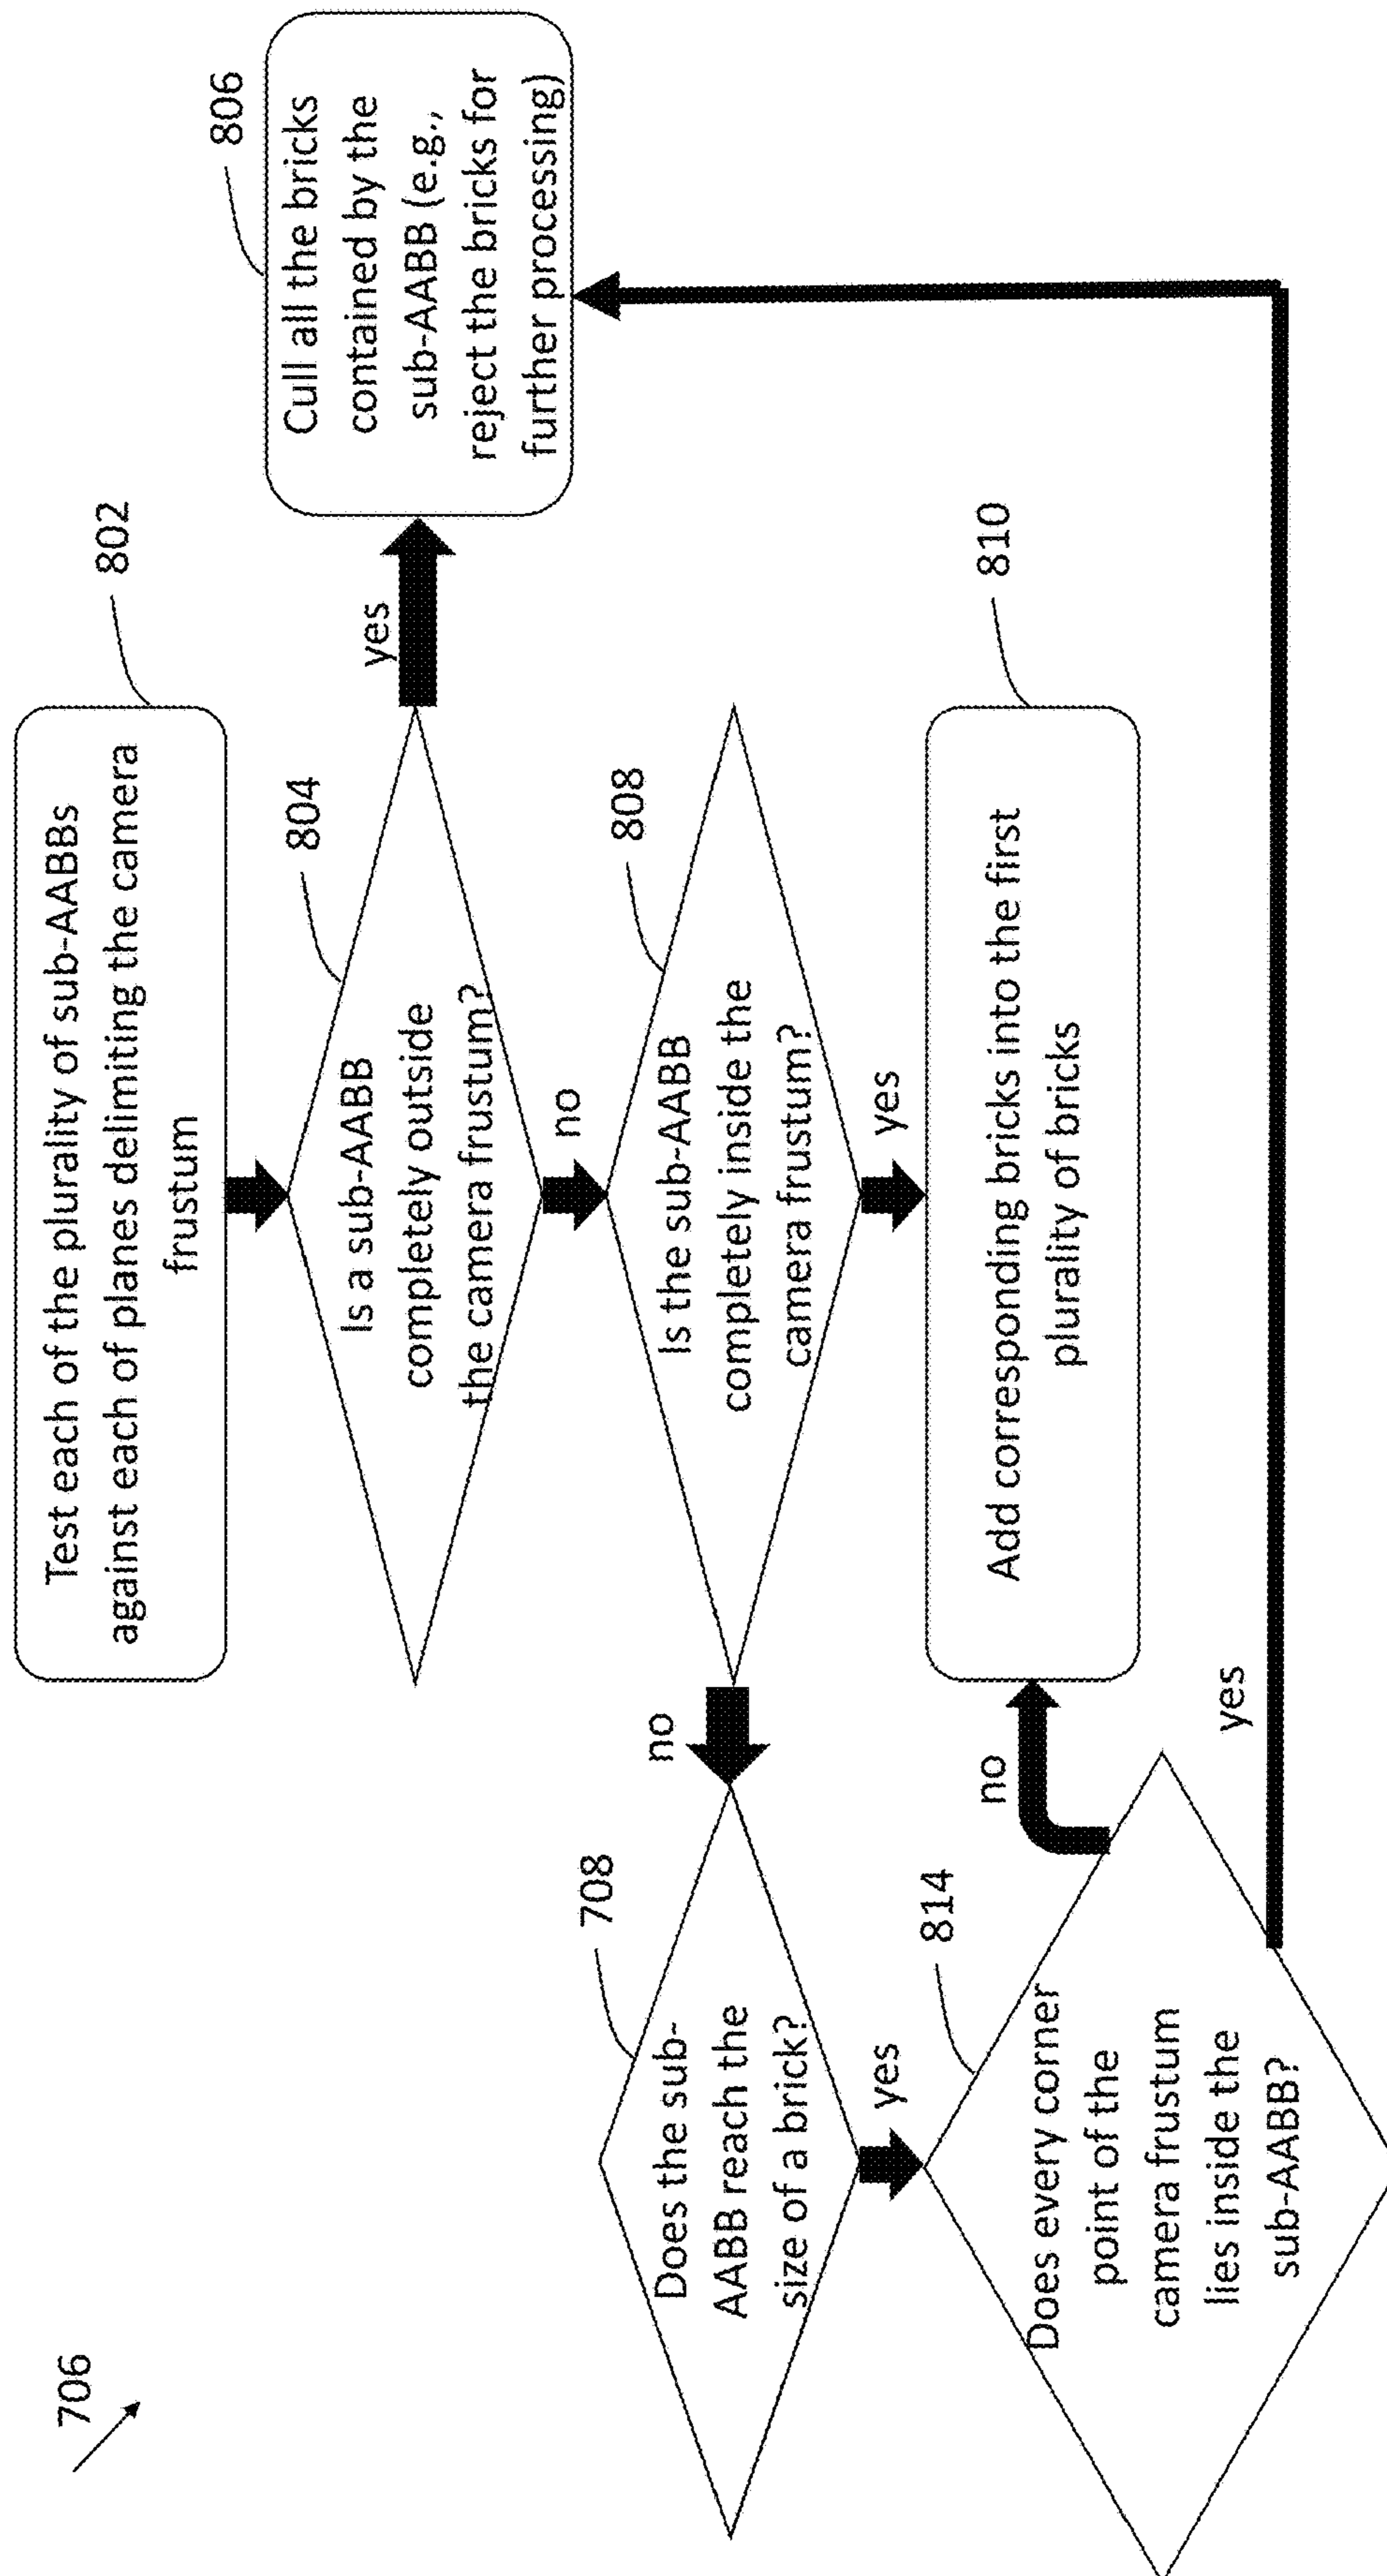 706
Test each of the plurality of sub-AABBs
against each of planes delimiting the camera
frustum
802
Is a sub-AABB
completely outside
the camera frustum?
804
yes
Cull all the bricks
contained by the
sub-AABB (e.g.,
reject the bricks for
further processing)
806
no
Is the sub-AABB
completely inside the
camera frustum?
808
no
yes
Does the sub-
AABB reach the
size of a brick?
708
yes
Add corresponding bricks into the first
plurality of bricks
810
Does every corner
point of the
camera frustum
lies inside the
sub-AABB?
814
no
yes